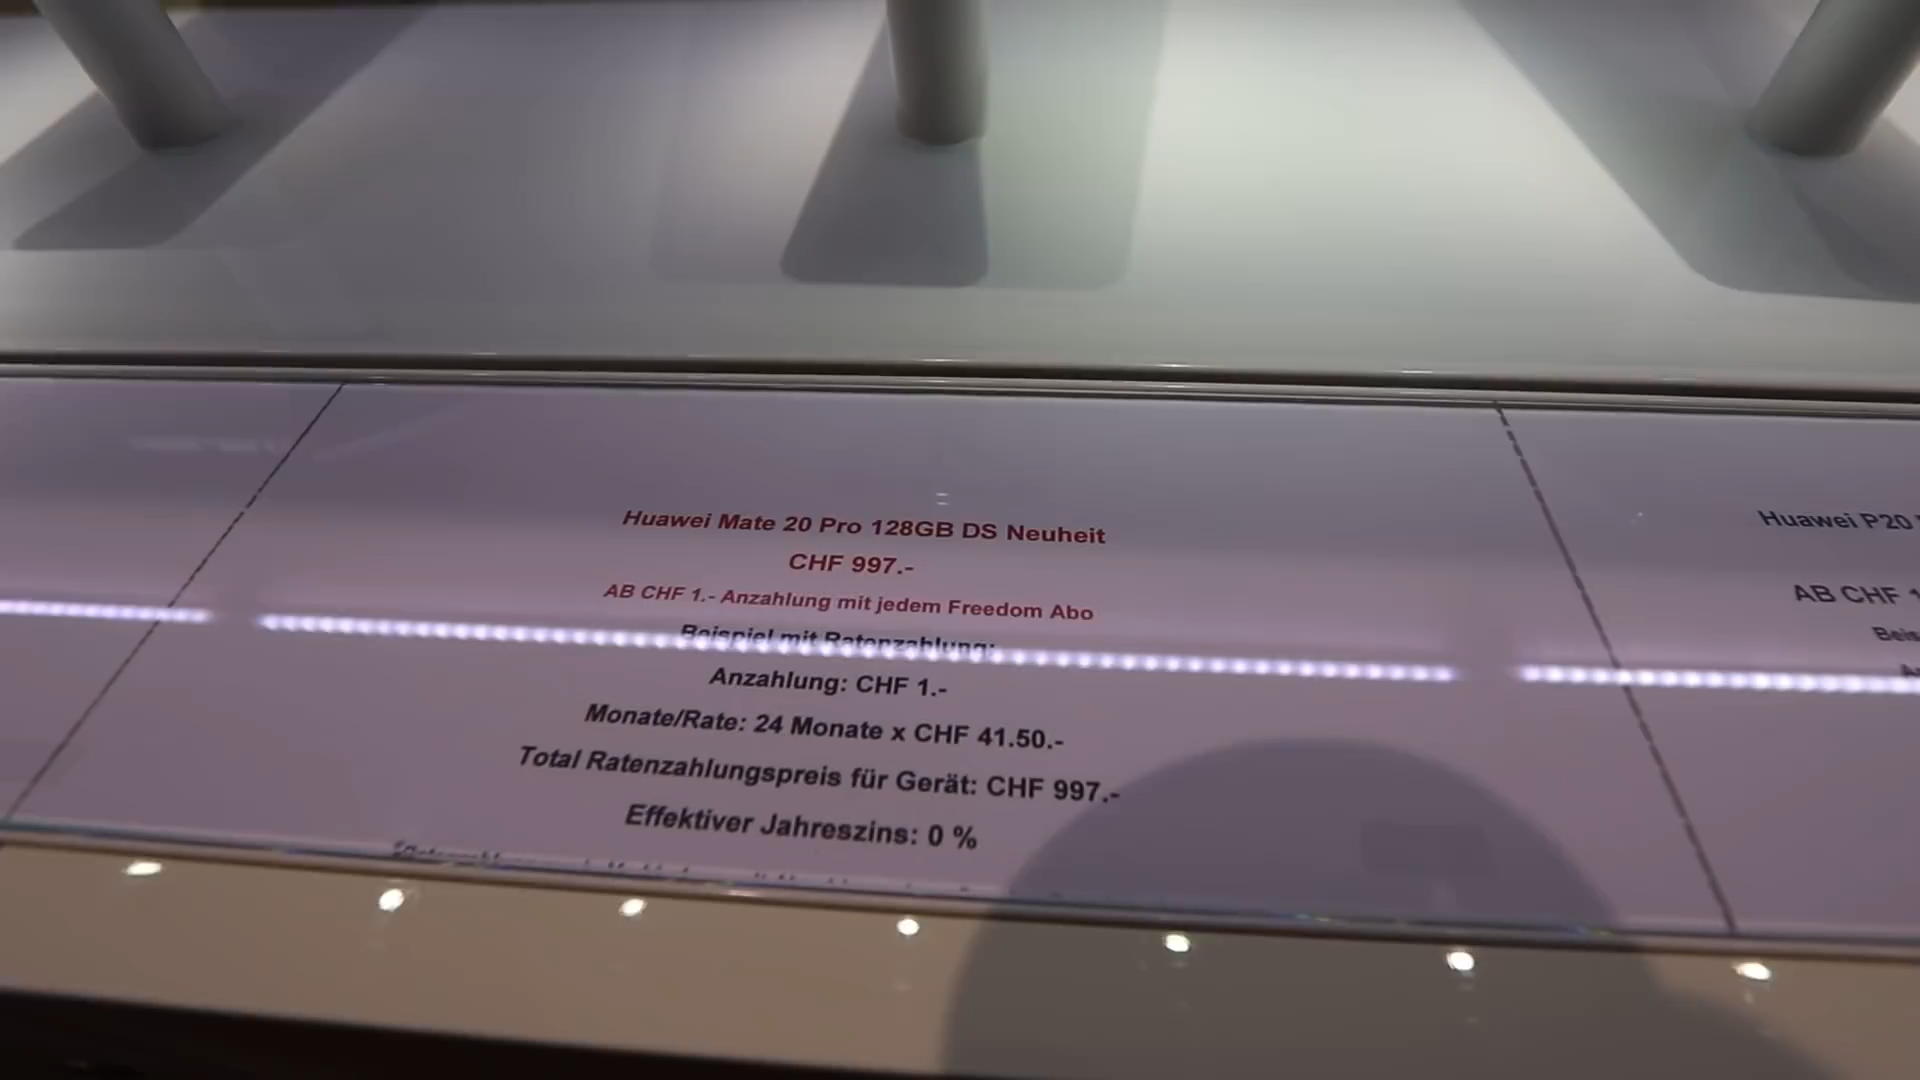 Huawei Mate 20 Pro 128GB DS Neuheit
CHF 997.-
AB CHF 1.- Anzahlung mit jedem Freedom Abo
Beispiel mit Ratenzahlung:
Anzahlung: CHF 1.-
Monate/Rate: 24 Monate x CHF 41.50.-
Total Ratenzahlungspreis für Gerät: CHF 997.-
Effektiver Jahreszins: 0 %
Huawei P20
AB CHF